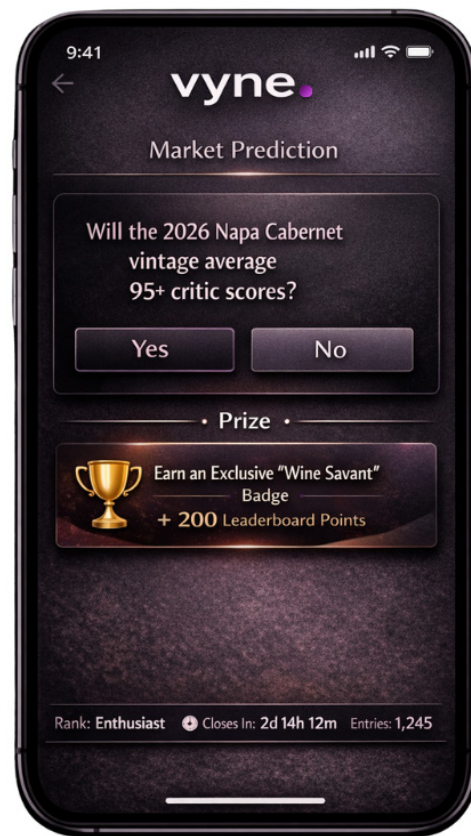 9:41
vyne.
Market Prediction
Will the 2026 Napa Cabernet
vintage average
95+ critic scores?
Yes
No
• Prize •
Earn an Exclusive "Wine Savant"
Badge
+ 200 Leaderboard Points
Rank: Enthusiast Closes In: 2d 14h 12m Entries: 1,245